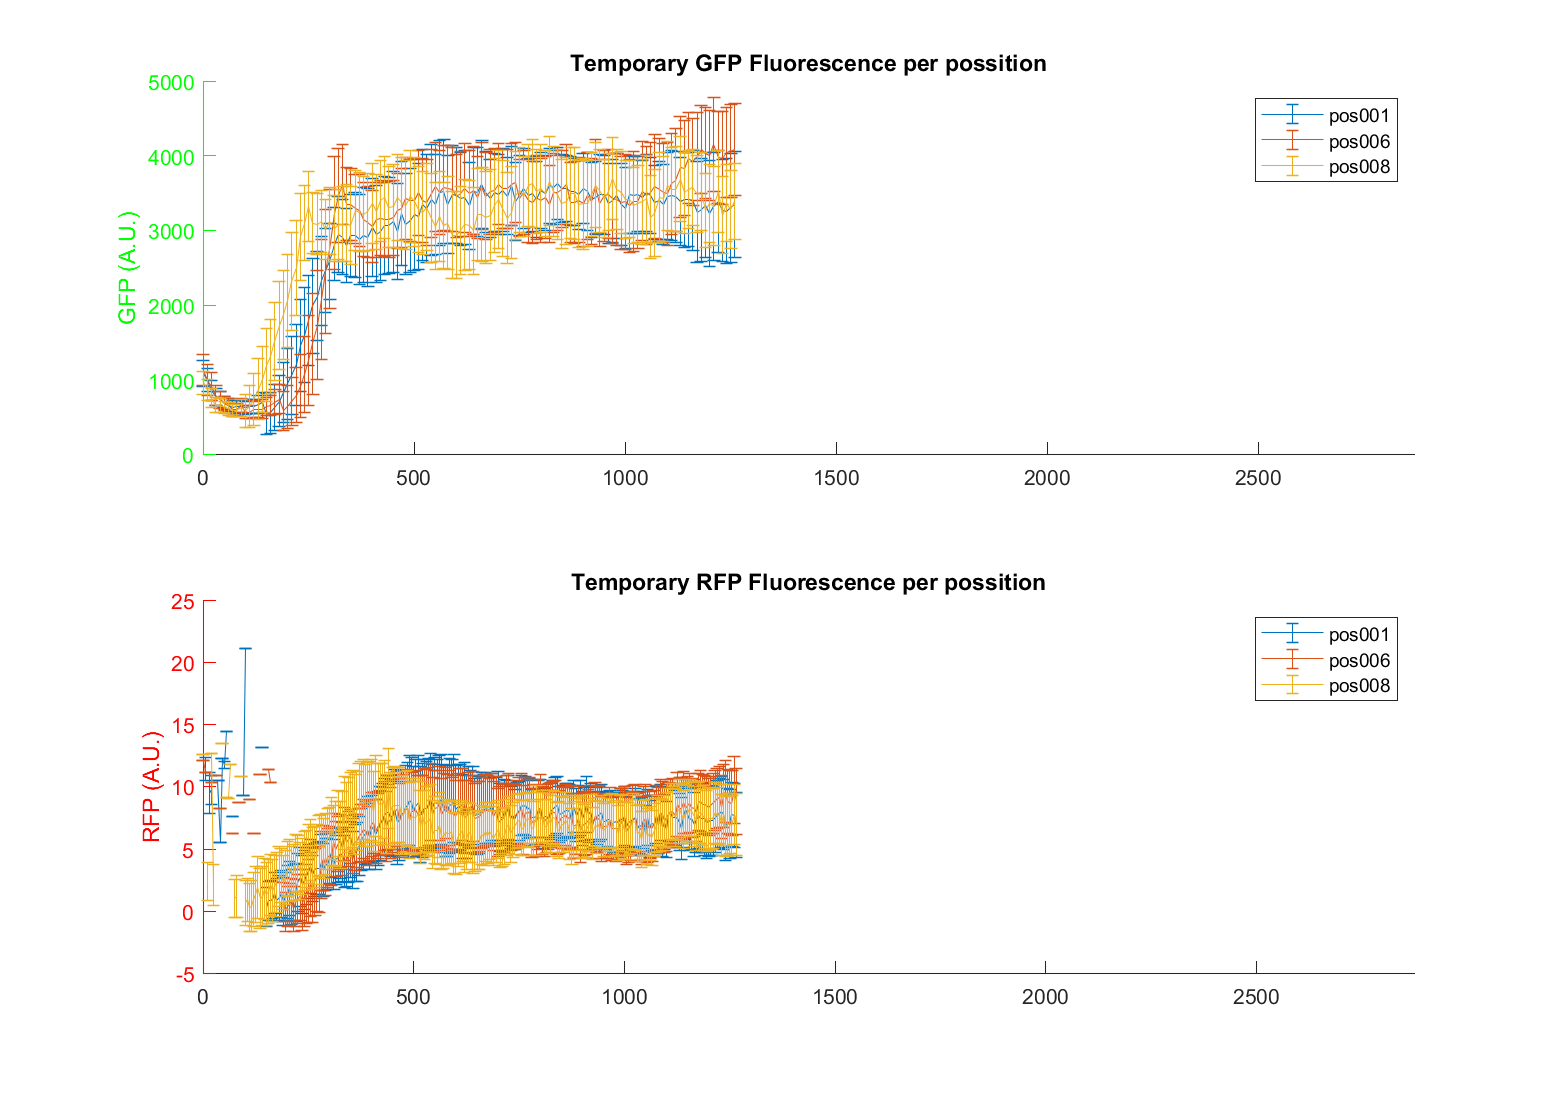 Temporary GFP Fluorescence per possition
5000
4000
3000
2000
1000
0
GFP (A.U.)
0 500 1000 1500 2000 2500
pos001
pos006
pos008
Temporary RFP Fluorescence per possition
25
20
15
10
5
0
-5
RFP (A.U.)
0 500 1000 1500 2000 2500
pos001
pos006
pos008